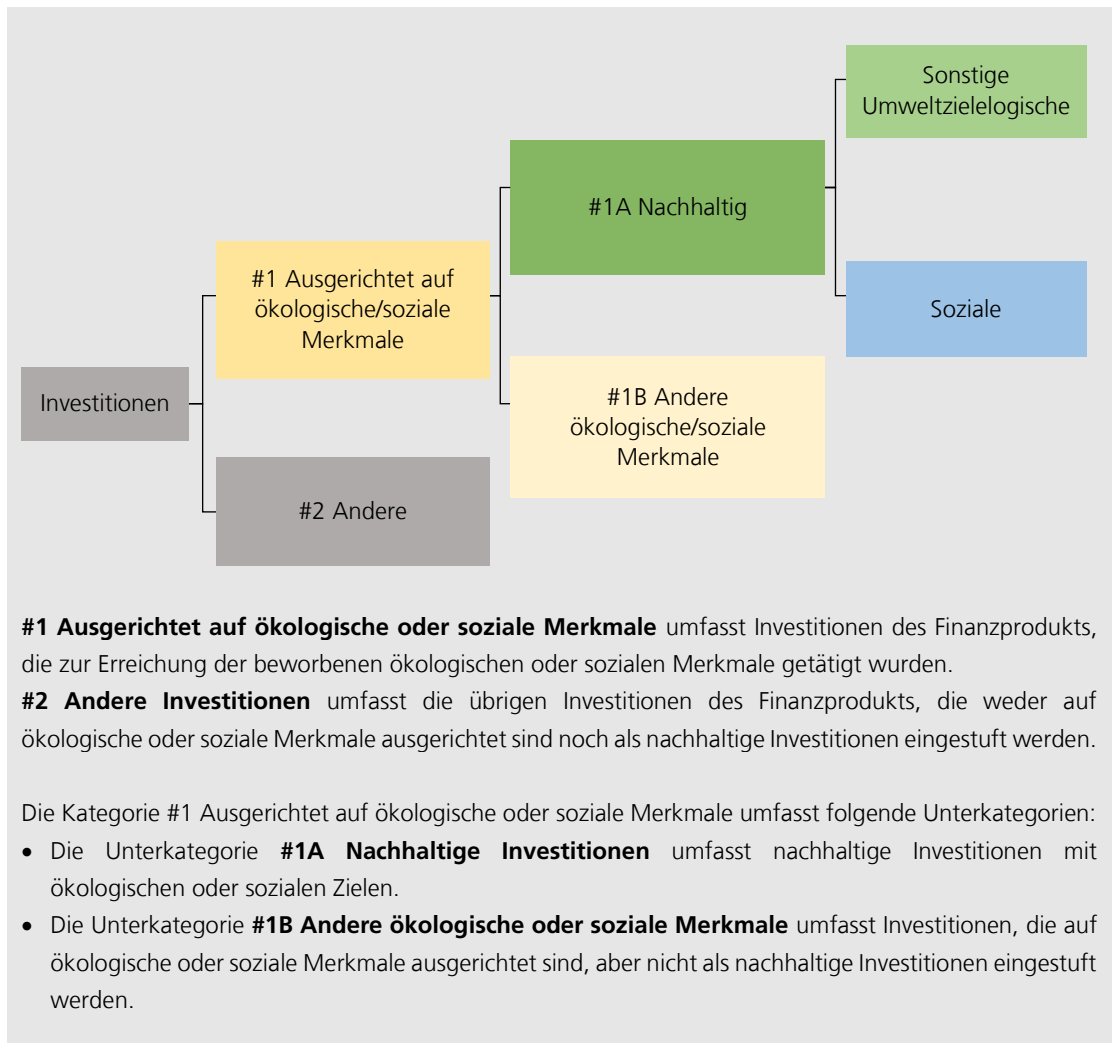 Sonstige
Umweltzielelogische
#1A Nachhaltig
#1 Ausgerichtet auf
ökologische/soziale
Merkmale
Soziale
Investitionen
#1B Andere
ökologische/soziale
Merkmale
#2 Andere
#1 Ausgerichtet auf ökologische oder soziale Merkmale umfasst Investitionen des Finanzprodukts,
die zur Erreichung der beworbenen ökologischen oder sozialen Merkmale getätigt wurden.
#2 Andere Investitionen umfasst die übrigen Investitionen des Finanzprodukts, die weder auf
ökologische oder soziale Merkmale ausgerichtet sind noch als nachhaltige Investitionen eingestuft werden.
Die Kategorie #1 Ausgerichtet auf ökologische oder soziale Merkmale umfasst folgende Unterkategorien:
• Die Unterkategorie #1A Nachhaltige Investitionen umfasst nachhaltige Investitionen mit
ökologischen oder sozialen Zielen.
• Die Unterkategorie #1B Andere ökologische oder soziale Merkmale umfasst Investitionen, die auf
ökologische oder soziale Merkmale ausgerichtet sind, aber nicht als nachhaltige Investitionen eingestuft
werden.